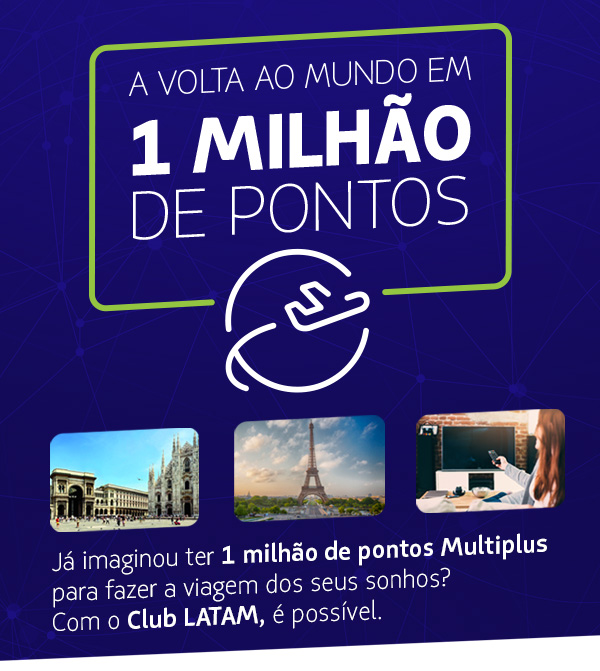 A VOLTA AO MUNDO EM
1 MILHÃO
DE PONTOS
Já imaginou ter 1 milhão de pontos Multiplus
para fazer a viagem dos seus sonhos?
Com o Club LATAM, é possível.